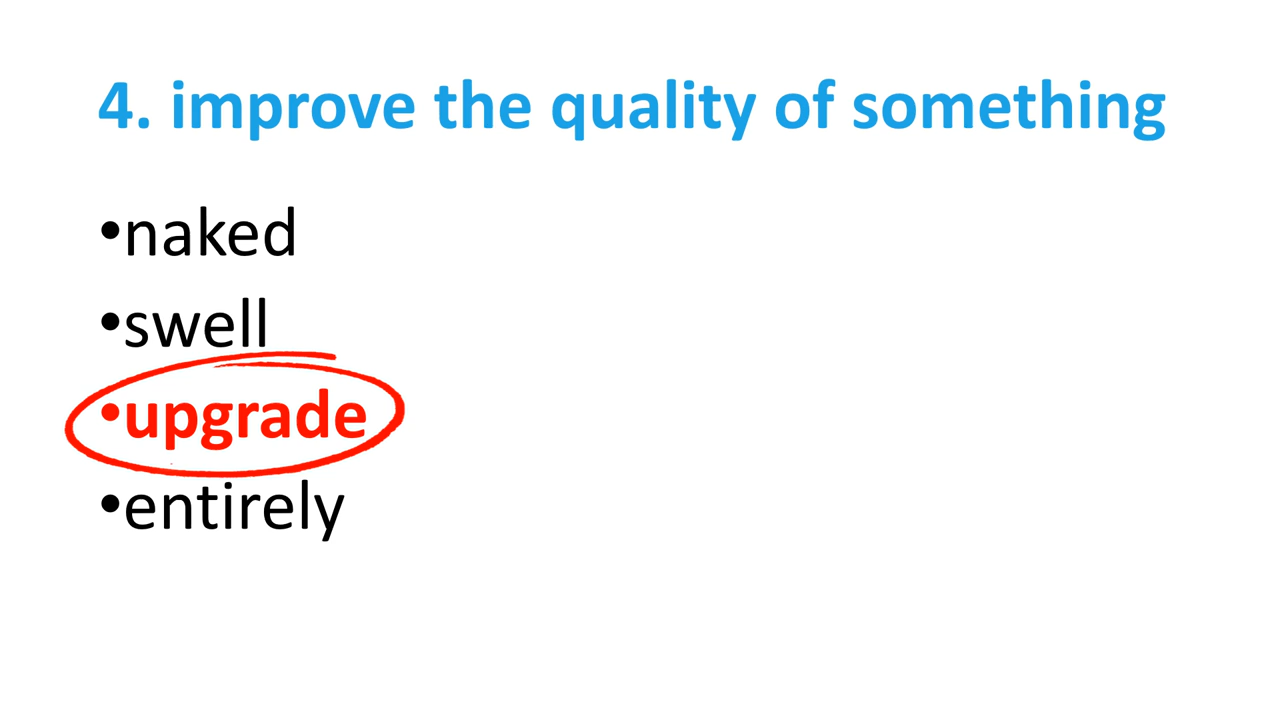 4. improve the quality of something
•naked
•swell
•upgrade
•entirely